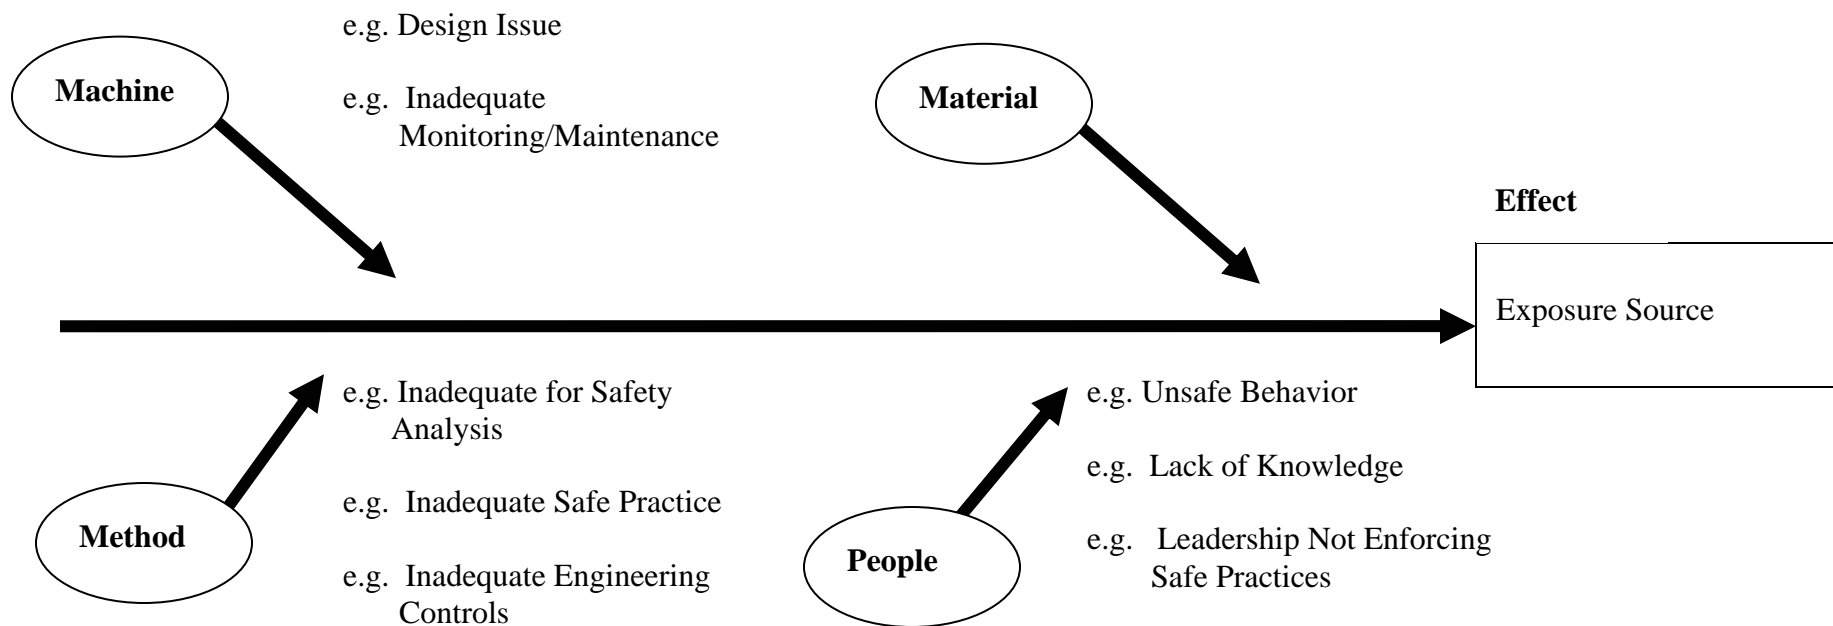 e.g. Design Issue
Machine
e.g. Inadequate
Monitoring/Maintenance
Material
Effect
Exposure Source
e.g. Inadequate for Safety
Analysis
e.g. Inadequate Safe Practice
e.g. Inadequate Engineering
Controls
Method
e.g. Unsafe Behavior
e.g. Lack of Knowledge
e.g. Leadership Not Enforcing
Safe Practices
People